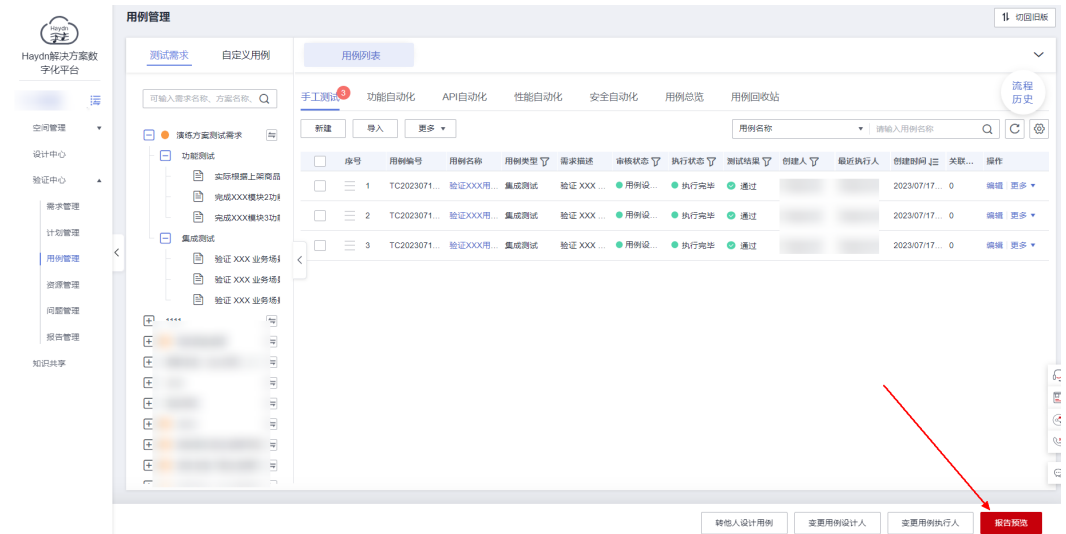 Haydn
Haydn解决方案数
字化平台
空间管理
设计中心
验证中心
需求管理
计划管理
用例管理
资源管理
问题管理
报告管理
知识共享
用例管理
切回旧版
测试需求 自定义用例
用例列表
可输入需求名称、方案名称、
演练方案测试需求
功能测试
实际根据上架商品
完成XXX模块2功能
完成XXX模块3功能
集成测试
验证 XXX 业务场景
验证 XXX 业务场景
验证 XXX 业务场景
手工测试 3 功能自动化 API自动化 性能自动化 安全自动化 用例总览 用例回收站
流程
历史
新建 导入 更多
用例名称 请输入用例名称
序号 用例编号 用例名称 用例类型 需求描述 审核状态 执行状态 测试结果 创建人 最近执行人 创建时间 关联... 操作
1 TC2023071... 验证XXX用... 集成测试 验证 XXX ... 用例设... 执行完毕 通过 2023/07/17... 0 编辑 更多
2 TC2023071... 验证XXX用... 集成测试 验证 XXX ... 用例设... 执行完毕 通过 2023/07/17... 0 编辑 更多
3 TC2023071... 验证XXX用... 集成测试 验证 XXX ... 用例设... 执行完毕 通过 2023/07/17... 0 编辑 更多
转他人设计用例 变更用例设计人 变更用例执行人 报告预览